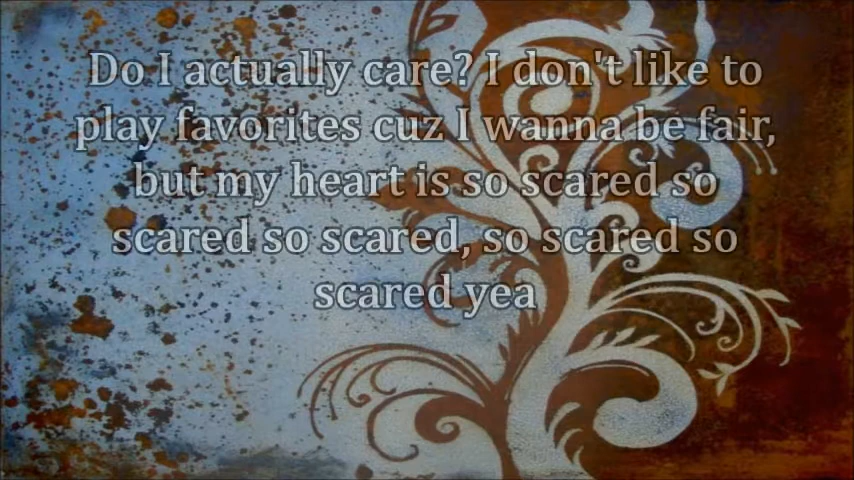 Do I actually care? I don't like to
play favorites cuz I wanna be fair,
but my heart is so scared so
scared so scared, so scared so
scared yea